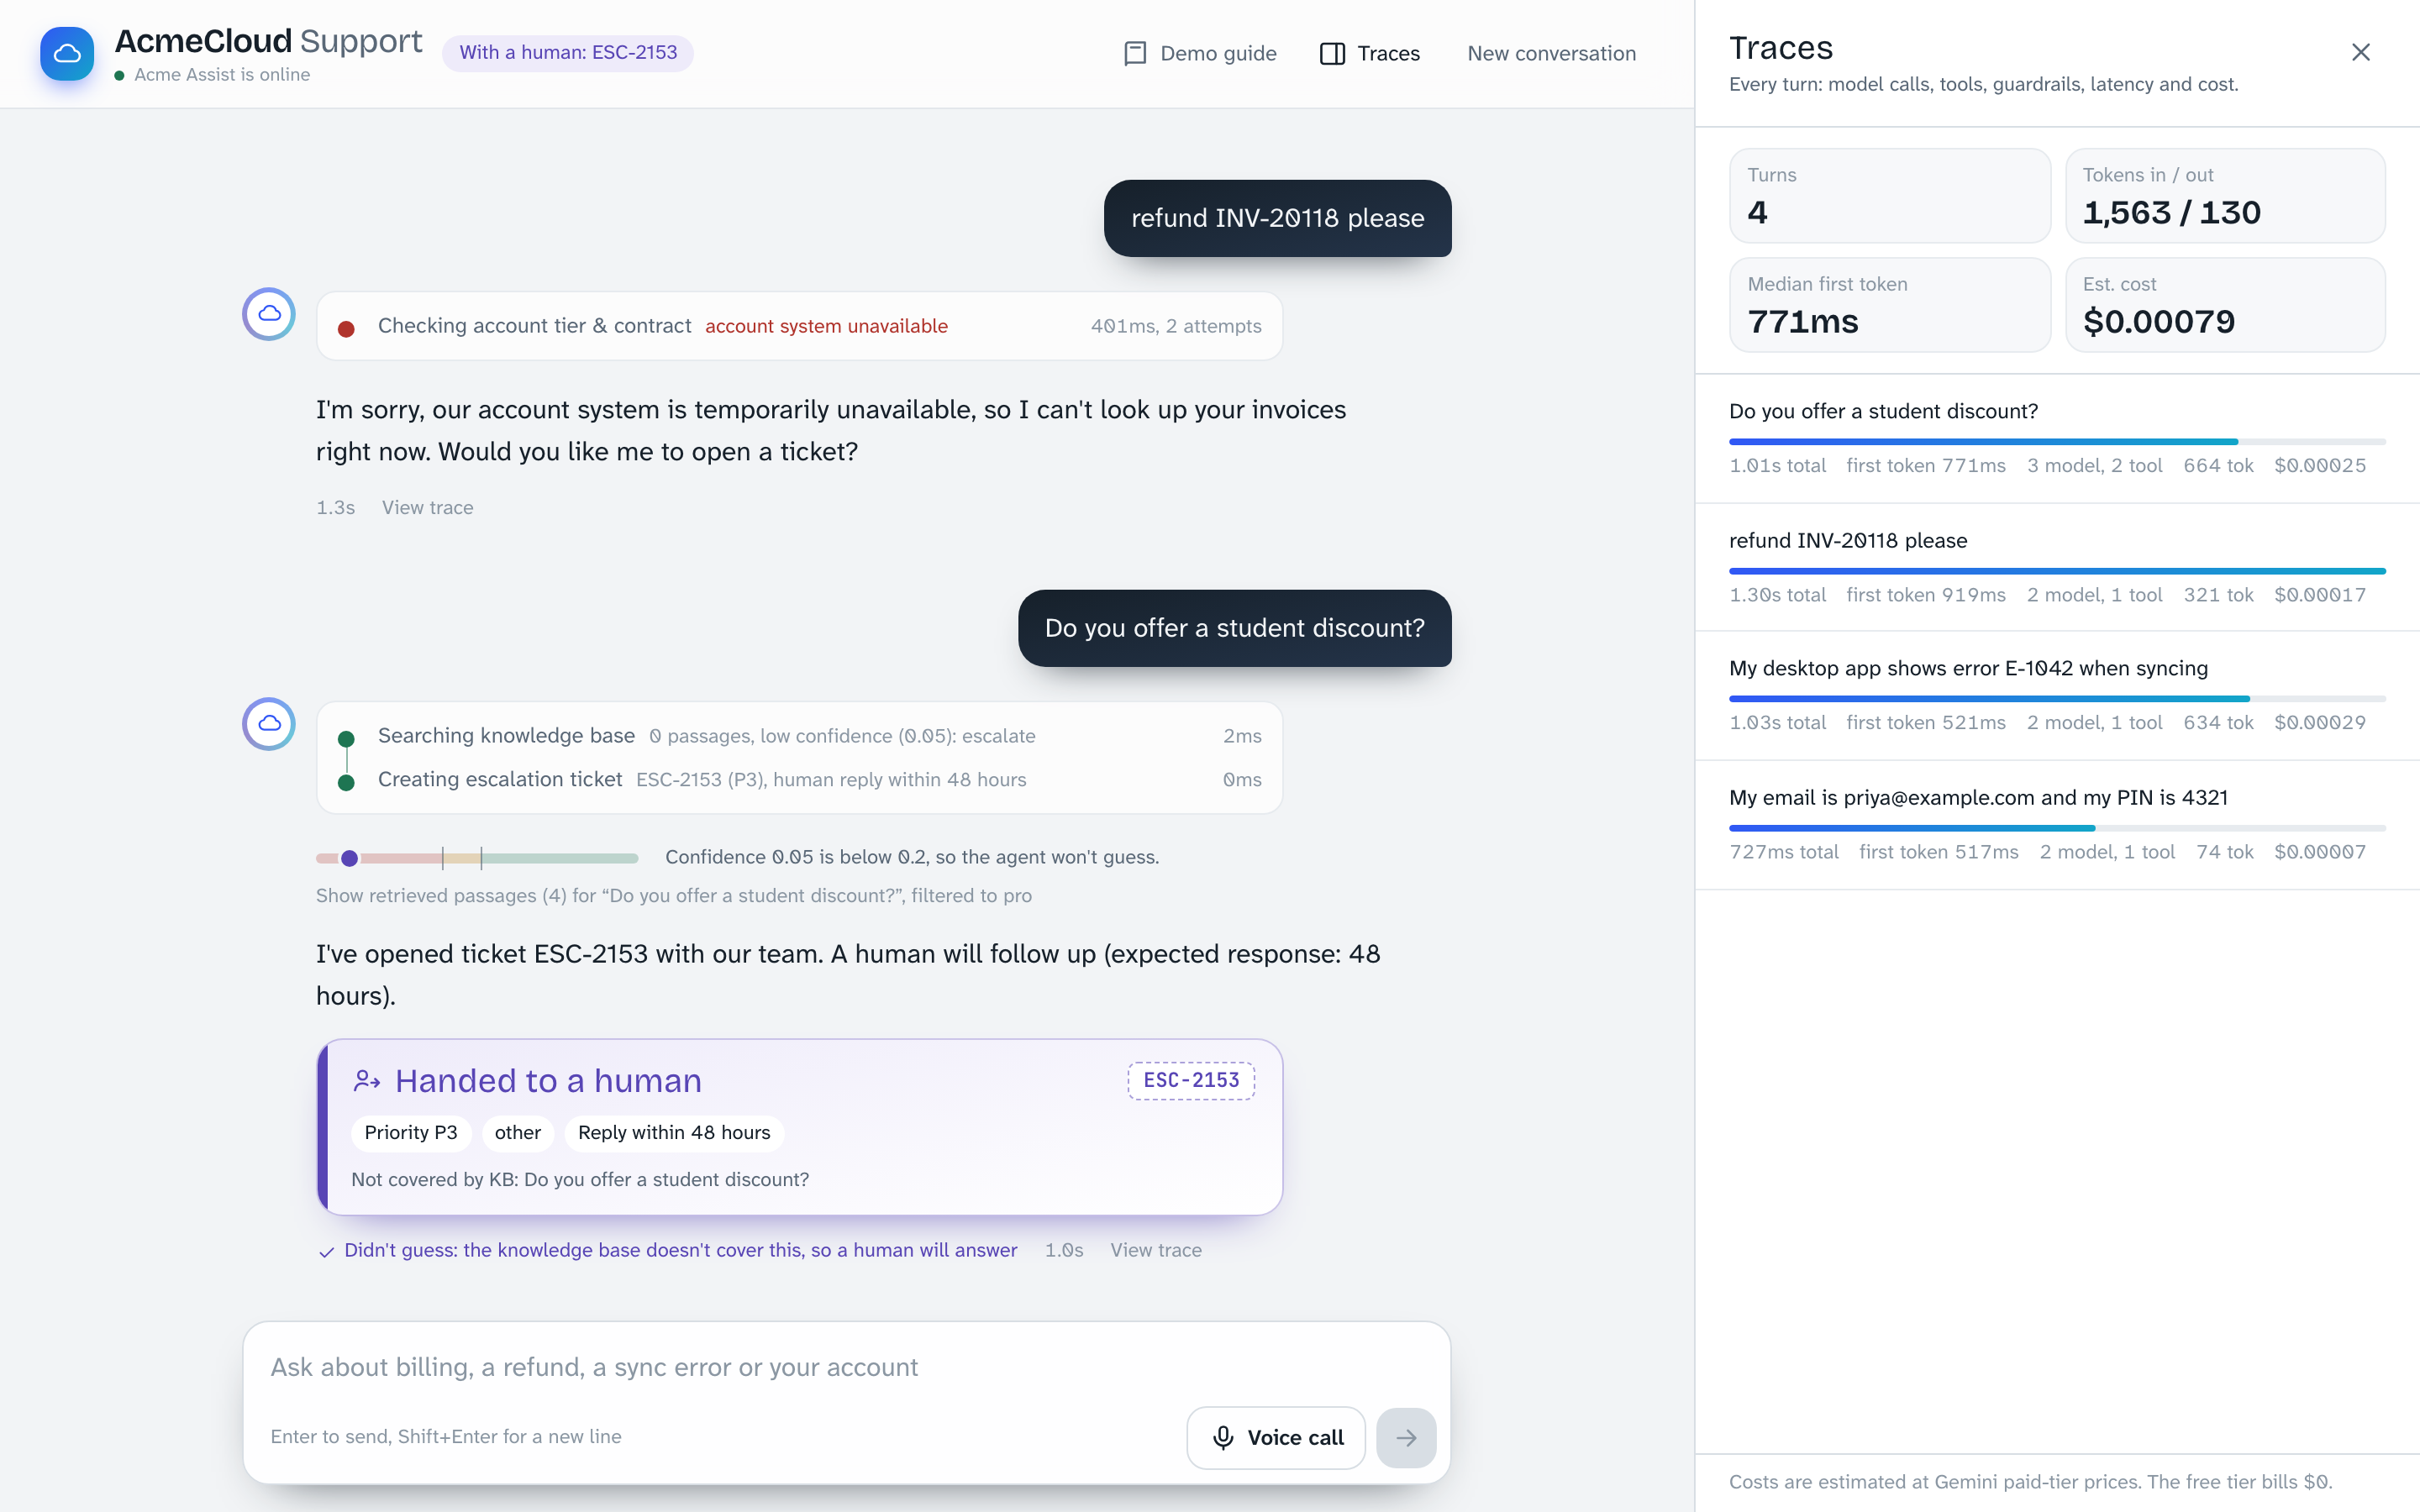 AcmeCloud Support
Acme Assist is online
With a human: ESC-2153
Demo guide
Traces
New conversation
refund INV-20118 please
Checking account tier & contract account system unavailable 401ms, 2 attempts
I'm sorry, our account system is temporarily unavailable, so I can't look up your invoices
right now. Would you like me to open a ticket?
1.3s View trace
Do you offer a student discount?
Searching knowledge base 0 passages, low confidence (0.05): escalate 2ms
Creating escalation ticket ESC-2153 (P3), human reply within 48 hours 0ms
Confidence 0.05 is below 0.2, so the agent won't guess.
Show retrieved passages (4) for “Do you offer a student discount?”, filtered to pro
I've opened ticket ESC-2153 with our team. A human will follow up (expected response: 48
hours).
Handed to a human ESC-2153
Priority P3 other Reply within 48 hours
Not covered by KB: Do you offer a student discount?
Didn't guess: the knowledge base doesn't cover this, so a human will answer 1.0s View trace
Ask about billing, a refund, a sync error or your account
Enter to send, Shift+Enter for a new line
Voice call
Traces
Every turn: model calls, tools, guardrails, latency and cost.
Turns
4
Tokens in / out
1,563 / 130
Median first token
771ms
Est. cost
$0.00079
Do you offer a student discount?
1.01s total first token 771ms 3 model, 2 tool 664 tok $0.00025
refund INV-20118 please
1.30s total first token 919ms 2 model, 1 tool 321 tok $0.00017
My desktop app shows error E-1042 when syncing
1.03s total first token 521ms 2 model, 1 tool 634 tok $0.00029
My email is priya@example.com and my PIN is 4321
727ms total first token 517ms 2 model, 1 tool 74 tok $0.00007
Costs are estimated at Gemini paid-tier prices. The free tier bills $0.